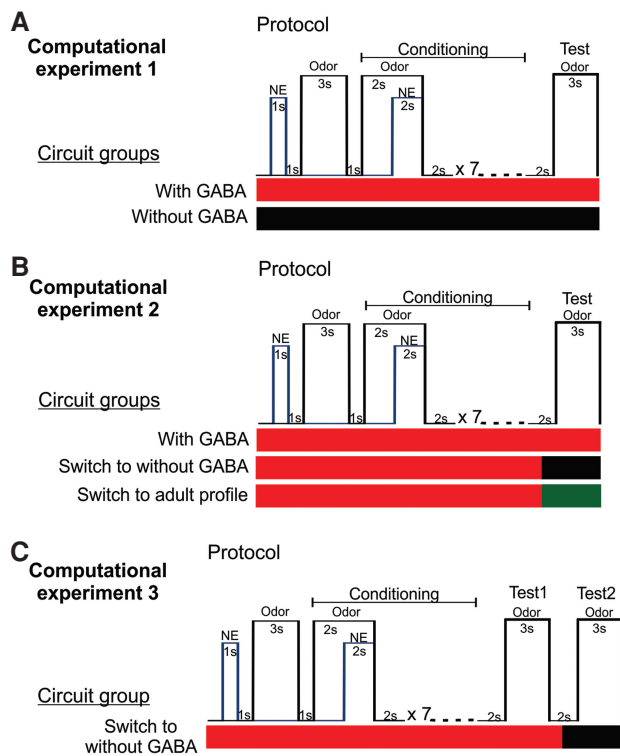 A
Computational
experiment 1
Protocol
Conditioning
Test
NE
1s
Odor
3s
Odor
2s
NE
2s
Odor
3s
1s
1s
2s
x 7
2s
Circuit groups
With GABA
Without GABA
B
Computational
experiment 2
Protocol
Conditioning
Test
NE
1s
Odor
3s
Odor
2s
NE
2s
Odor
3s
1s
1s
2s
x 7
2s
Circuit groups
With GABA
Switch to without GABA
Switch to adult profile
C
Computational
experiment 3
Protocol
Conditioning
Test1
Test2
NE
1s
Odor
3s
Odor
2s
NE
2s
Odor
3s
Odor
3s
1s
1s
2s
x 7
2s
2s
Circuit group
Switch to
without GABA